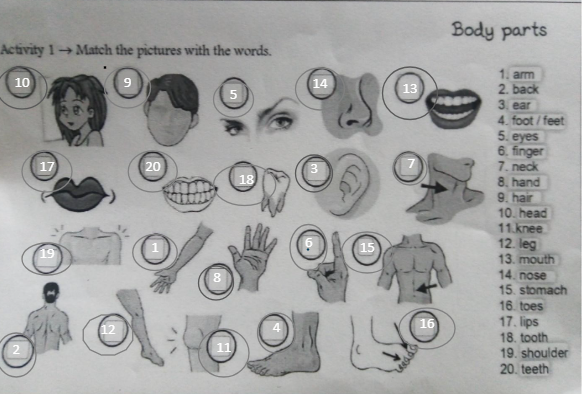 Body parts
Activity 1 → Match the pictures with the words.
10
9
5
14
13
17
20
18
3
7
19
1
8
6
15
2
12
11
4
16
1. arm
2. back
3. ear
4. foot / feet
5. eyes
6. finger
7. neck
8. hand
9. hair
10. head
11.knee
12. leg
13. mouth
14. nose
15. stomach
16. toes
17. lips
18. tooth
19. shoulder
20. teeth